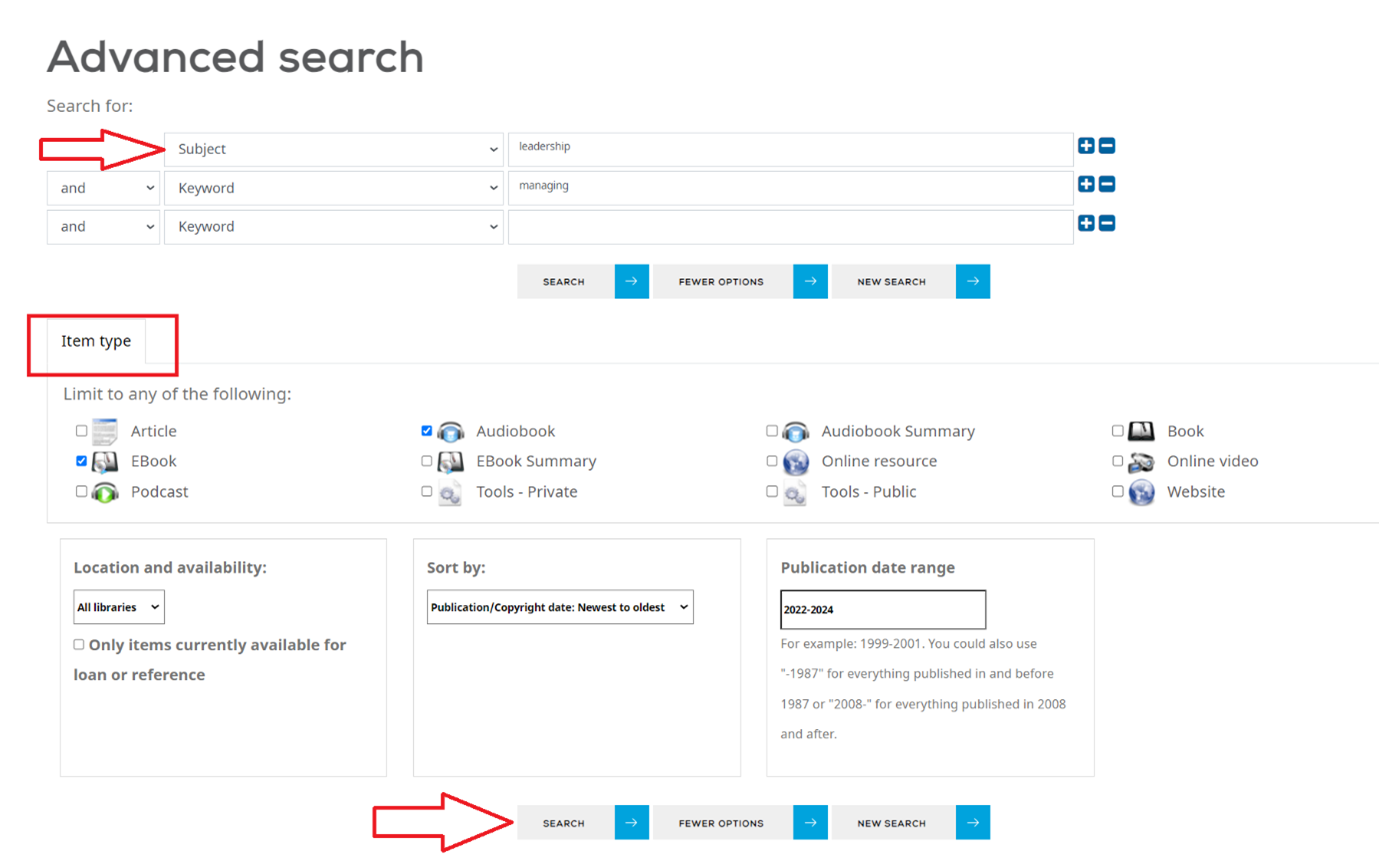 Advanced search
Search for:
Subject leadership
and Keyword managing
and Keyword
SEARCH FEWER OPTIONS NEW SEARCH
Item type
Limit to any of the following:
Article Audiobook Audiobook Summary Book
EBook EBook Summary Online resource Online video
Podcast Tools - Private Tools - Public Website
Location and availability:
All libraries
Only items currently available for
loan or reference
Sort by:
Publication/Copyright date: Newest to oldest
Publication date range
2022-2024
For example: 1999-2001. You could also use
"-1987" for everything published in and before
1987 or "2008-" for everything published in 2008
and after.
SEARCH FEWER OPTIONS NEW SEARCH